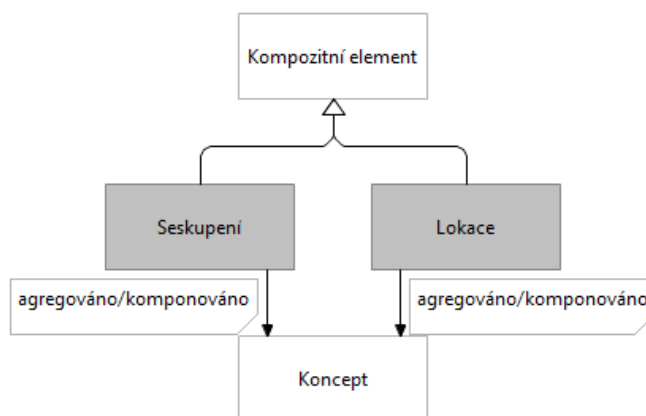 Kompozitní element
Seskupení
Lokace
agregováno/komponováno
agregováno/komponováno
Koncept